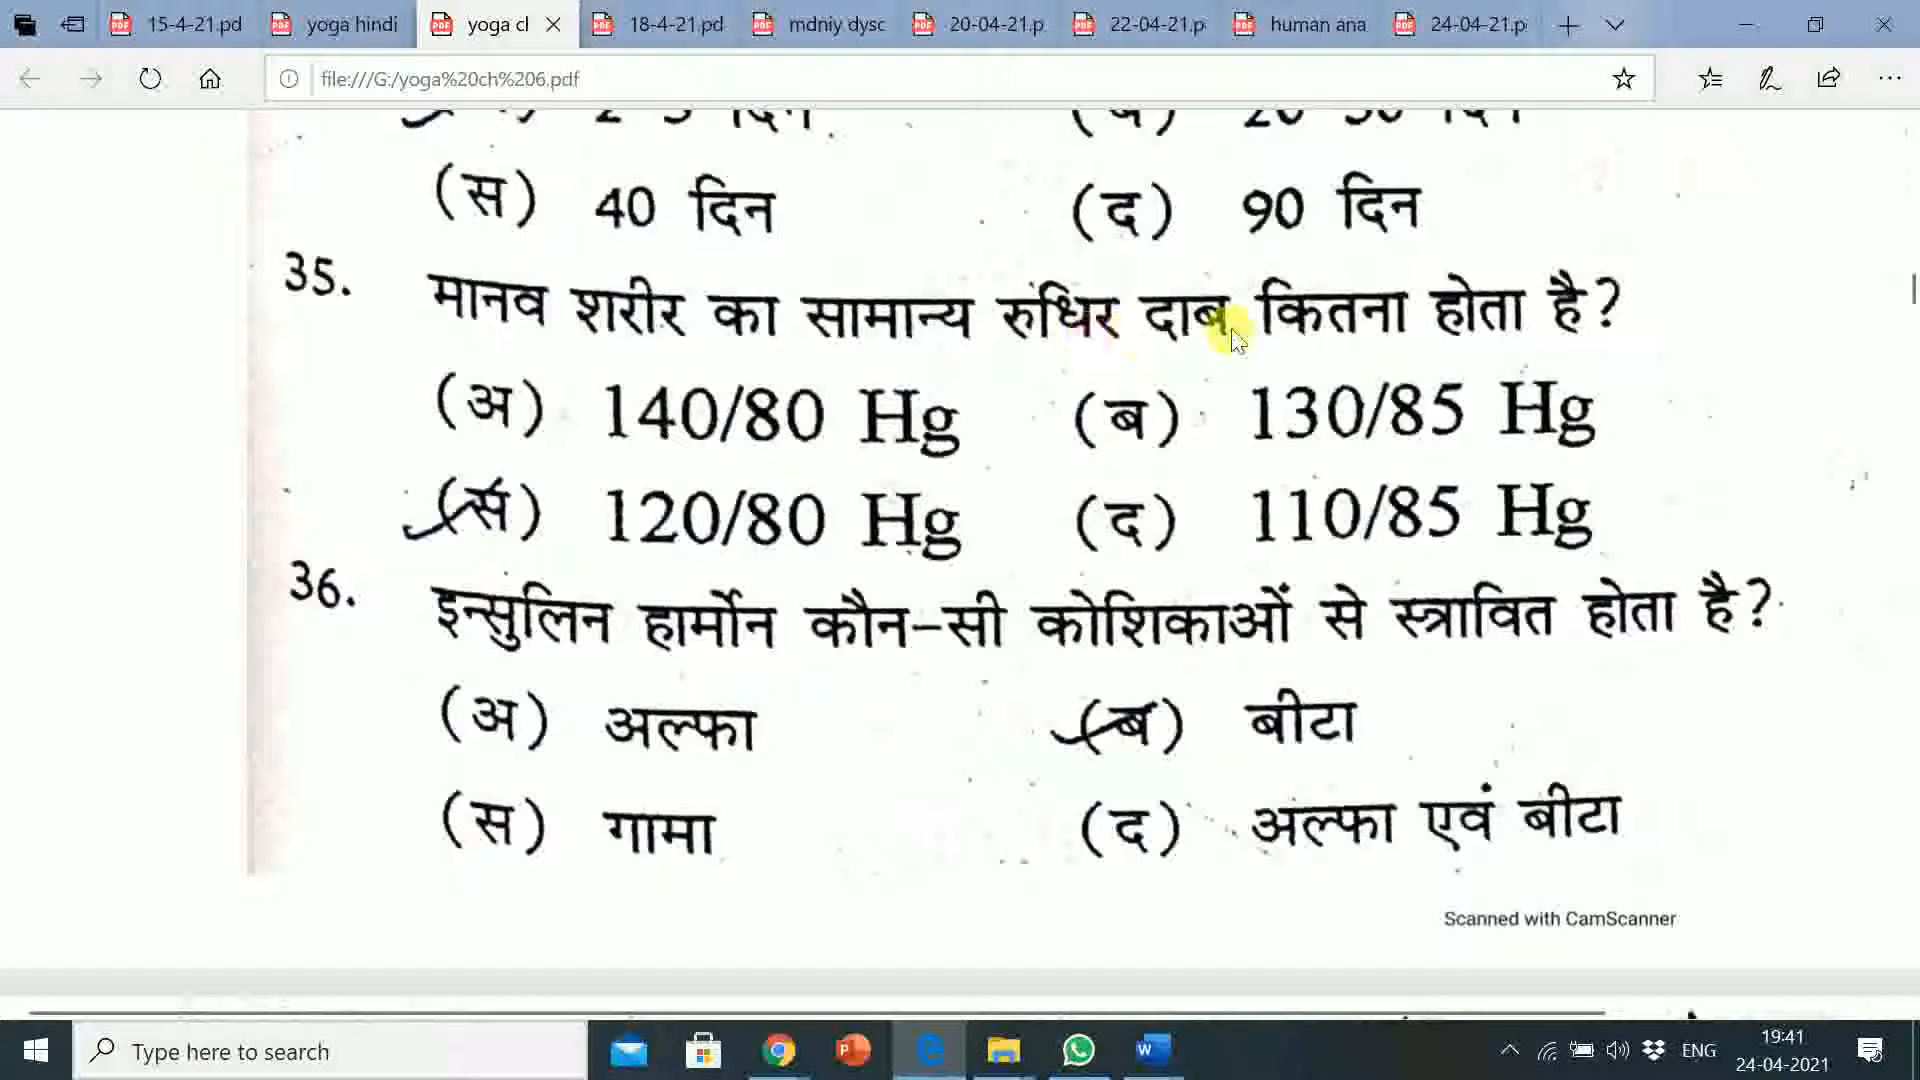 15-4-21.pd yoga hindi yoga cl 18-4-21.pd mdniy dysc 20-04-21.p 22-04-21.p human ana 24-04-21.p
file:///G:/yoga%20ch%206.pdf
(स) 40 दिन (द) 90 दिन
35. मानव शरीर का सामान्य रुधिर दाब कितना होता है?
(अ) 140/80 Hg (ब) 130/85 Hg
(स) 120/80 Hg (द) 110/85 Hg
36. इन्सुलिन हार्मोन कौन-सी कोशिकाओं से स्त्रावित होता है?
(अ) अल्फा (ब) बीटा
(स) गामा (द) अल्फा एवं बीटा
Scanned with CamScanner
Type here to search ENG 19:41
24-04-2021